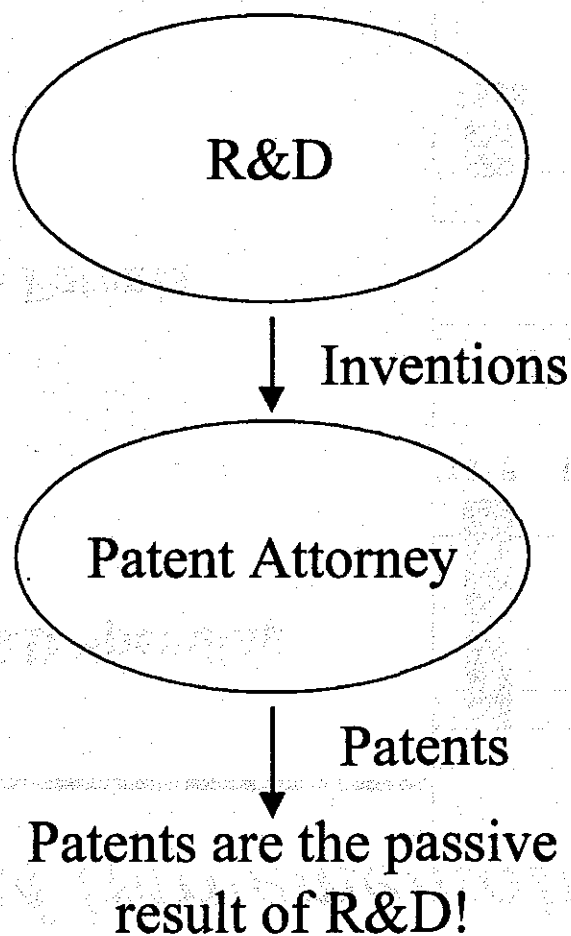 R&D
Inventions
Patent Attorney
Patents
Patents are the passive
result of R&D!